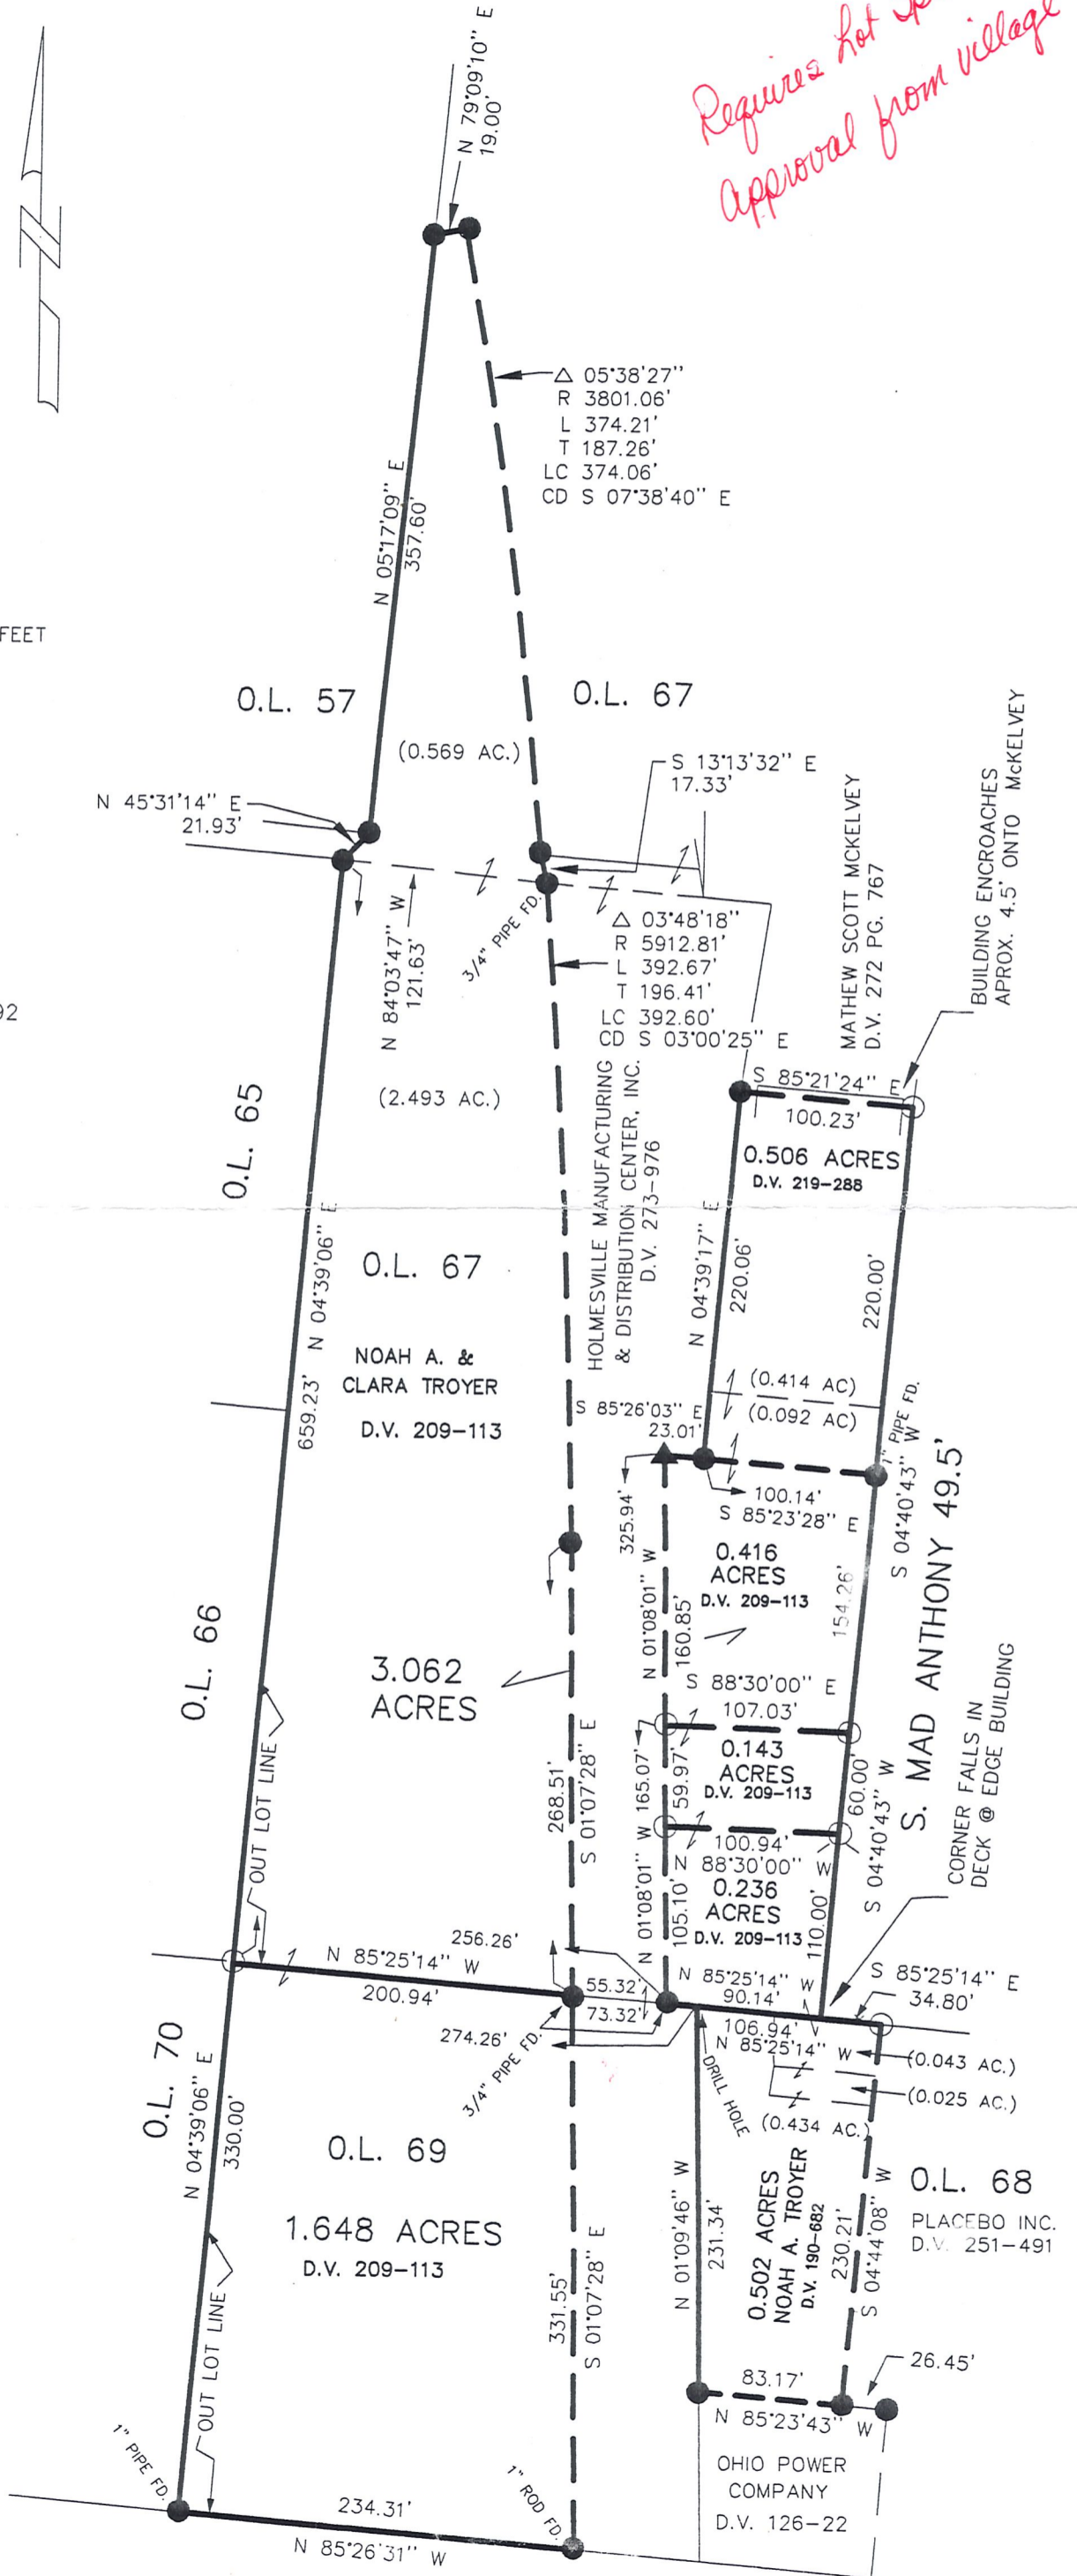 Requires Lot
Approval from village
N 79°09'10" E
19.00'
Δ 05°38'27"
R 3801.06'
L 374.21'
T 187.26'
LC 374.06'
CD S 07°38'40" E
N 05°17'09" E
357.60'
FEET
O.L. 57
O.L. 67
(0.569 AC.)
S 13°13'32" E
17.33'
N 45°31'14" E
21.93'
N 84°03'47" W
121.63'
3/4" PIPE FD.
Δ 03°48'18"
R 5912.81'
L 392.67'
T 196.41'
LC 392.60'
CD S 03°00'25" E
MATHEW SCOTT MCKELVEY
D.V. 272 PG. 767
BUILDING ENCROACHES
APROX. 4.5' ONTO McKELVEY
92
(2.493 AC.)
O.L. 65
HOLMESVILLE MANUFACTURING
& DISTRIBUTION CENTER, INC.
D.V. 273-976
S 85°21'24" E
100.23'
0.506 ACRES
D.V. 219-288
N 04°39'17" E
220.06'
220.00'
659.23' N 04°39'06" E
O.L. 67
NOAH A. &
CLARA TROYER
D.V. 209-113
(0.414 AC)
(0.092 AC)
S 85°26'03" E
23.01'
1" PIPE FD.
S 04°40'43" W
325.94'
100.14'
S 85°23'28" E
0.416
ACRES
D.V. 209-113
N 01°08'01" W
160.85'
154.26'
S. MAD ANTHONY 49.5'
O.L. 66
3.062
ACRES
S 88°30'00" E
107.03'
0.143
ACRES
D.V. 209-113
N 01°08'01" W 165.07'
59.97'
60.00'
S 04°40'43" W
CORNER FALLS IN
DECK @ EDGE BUILDING
268.51'
S 01°07'28" E
OUT LOT LINE
100.94'
N 88°30'00" W
0.236
ACRES
D.V. 209-113
105.10'
110.00'
256.26'
N 85°25'14" W
200.94'
55.32'
73.32'
274.26'
3/4" PIPE FD.
N 85°25'14" W
90.14'
S 85°25'14" E
34.80'
106.94'
N 85°25'14" W
(0.043 AC.)
(0.025 AC.)
(0.434 AC.)
DRILL HOLE
O.L. 70
N 04°39'06" E
330.00'
O.L. 69
1.648 ACRES
D.V. 209-113
331.55'
S 01°07'28" E
N 01°09'46" W
231.34'
0.502 ACRES
NOAH A. TROYER
D.V. 190-682
230.21'
S 04°44'08" W
O.L. 68
PLACEBO INC.
D.V. 251-491
OUT LOT LINE
83.17'
N 85°23'43" W
26.45'
OHIO POWER
COMPANY
D.V. 126-22
1" PIPE FD.
1" ROD FD.
234.31'
N 85°26'31" W